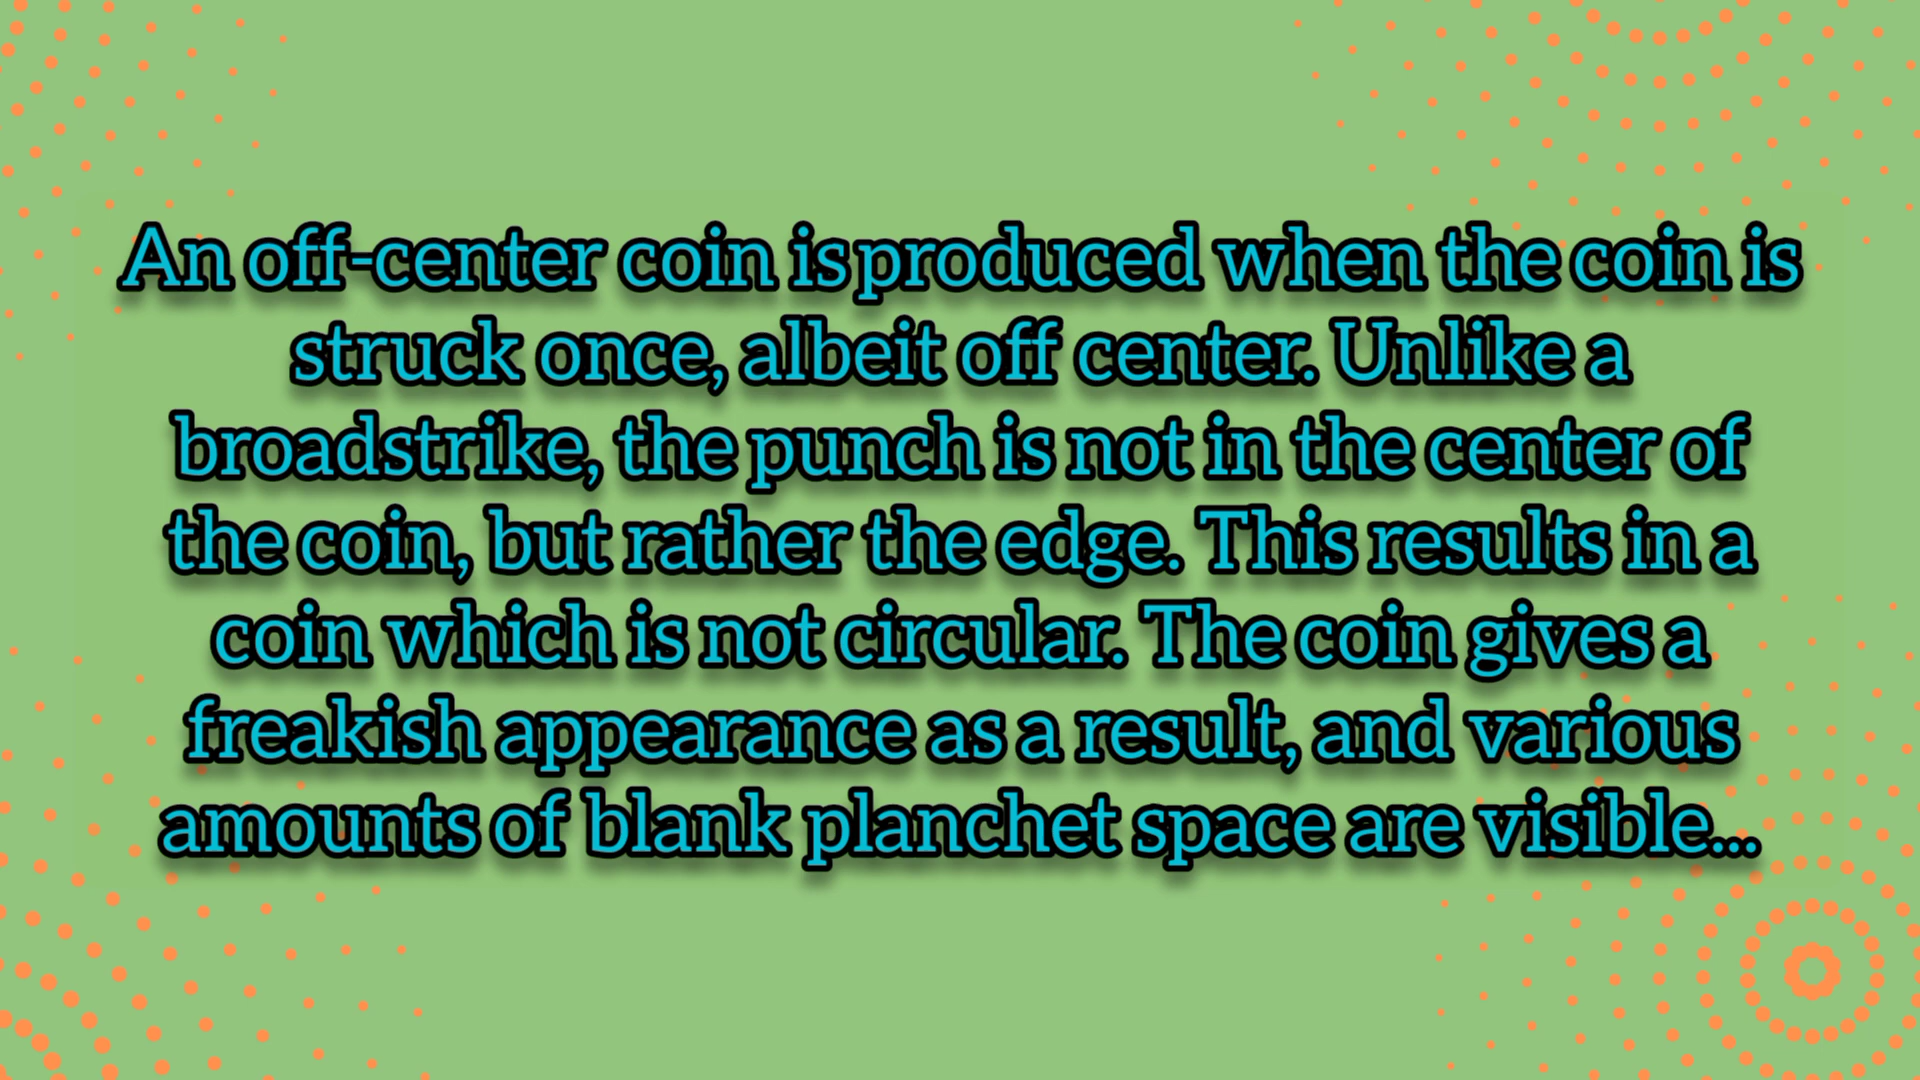 An off-center coin is produced when the coin is
struck once, albeit off center. Unlike a
broadstrike, the punch is not in the center of
the coin, but rather the edge. This results in a
coin which is not circular. The coin gives a
freakish appearance as a result, and various
amounts of blank planchet space are visible...